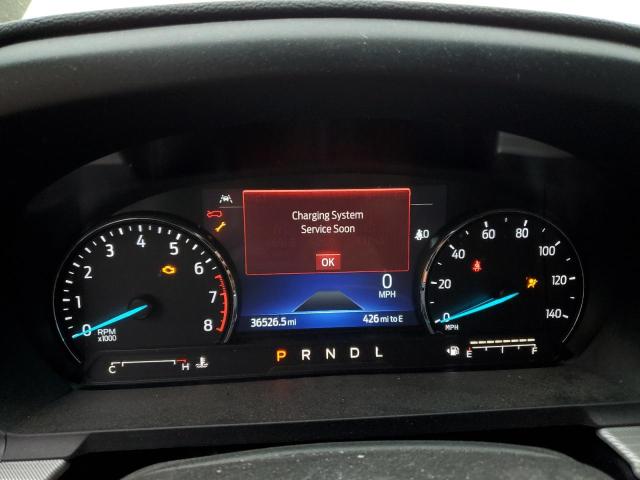 Charging System
Service Soon
OK
0
MPH
36526.5 mi
426 mi to E
0 1 2 3 4 5 6 7 8
RPM
x1000
0 20 40 60 80 100 120 140
MPH
P R N D L
C H
E F